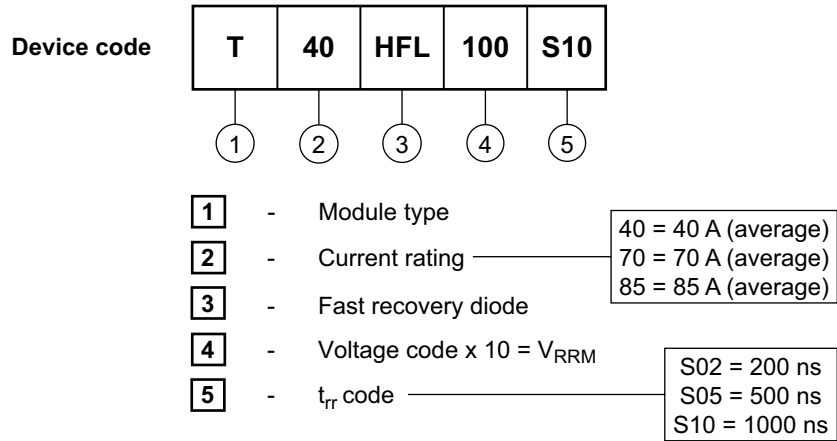 Device code T 40 HFL 100 S10
1 2 3 4 5
1 - Module type
2 - Current rating
40 = 40 A (average)
70 = 70 A (average)
85 = 85 A (average)
3 - Fast recovery diode
4 - Voltage code x 10 = VRRM
5 - trr code
S02 = 200 ns
S05 = 500 ns
S10 = 1000 ns